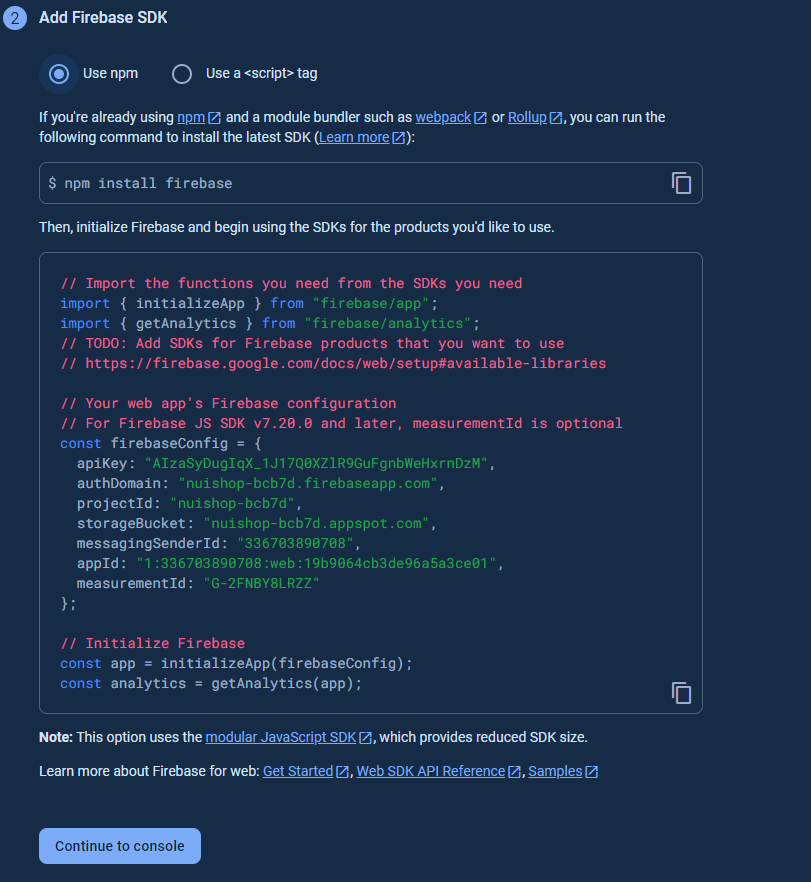 2 Add Firebase SDK
Use npm Use a <script> tag
If you're already using npm and a module bundler such as webpack or Rollup, you can run the
following command to install the latest SDK (Learn more):
$ npm install firebase
Then, initialize Firebase and begin using the SDKs for the products you'd like to use.
// Import the functions you need from the SDKs you need
import { initializeApp } from "firebase/app";
import { getAnalytics } from "firebase/analytics";
// TODO: Add SDKs for Firebase products that you want to use
// https://firebase.google.com/docs/web/setup#available-libraries
// Your web app's Firebase configuration
// For Firebase JS SDK v7.20.0 and later, measurementId is optional
const firebaseConfig = {
  apiKey: "AIzaSyDugIqX_1J17Q0XZlR9GuFgnbWeHxrnDzM",
  authDomain: "nuishop-bcb7d.firebaseapp.com",
  projectId: "nuishop-bcb7d",
  storageBucket: "nuishop-bcb7d.appspot.com",
  messagingSenderId: "336703890708",
  appId: "1:336703890708:web:19b9064cb3de96a5a3ce01",
  measurementId: "G-2FNBY8LRZZ"
};
// Initialize Firebase
const app = initializeApp(firebaseConfig);
const analytics = getAnalytics(app);
Note: This option uses the modular JavaScript SDK, which provides reduced SDK size.
Learn more about Firebase for web: Get Started, Web SDK API Reference, Samples
Continue to console